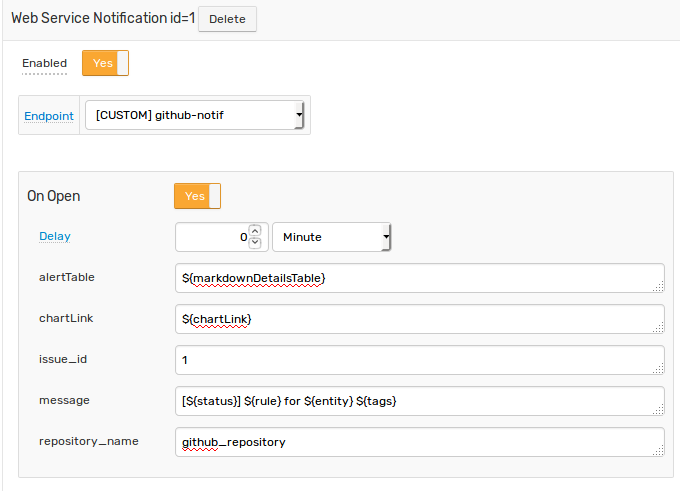 Web Service Notification id=1 Delete
Enabled Yes
Endpoint [CUSTOM] github-notif
On Open Yes
Delay 0 Minute
alertTable ${markdownDetailsTable}
chartLink ${chartLink}
issue_id 1
message [${status}] ${rule} for ${entity} ${tags}
repository_name github_repository